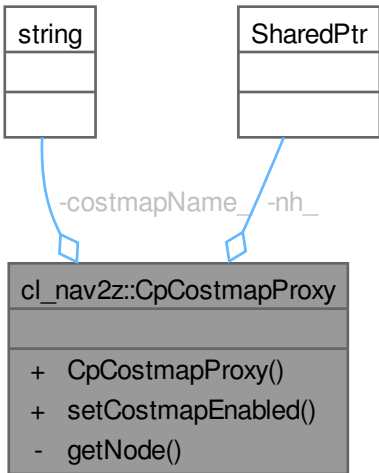 string SharedPtr
-costmapName_ -nh_
cl_nav2z::CpCostmapProxy
+ CpCostmapProxy()
+ setCostmapEnabled()
- getNode()